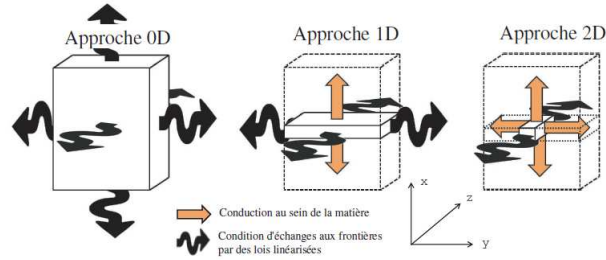 Approche 0D
Approche 1D
Approche 2D
Conduction au sein de la matière
Condition d'échanges aux frontières
par des lois linéarisées
x
z
y